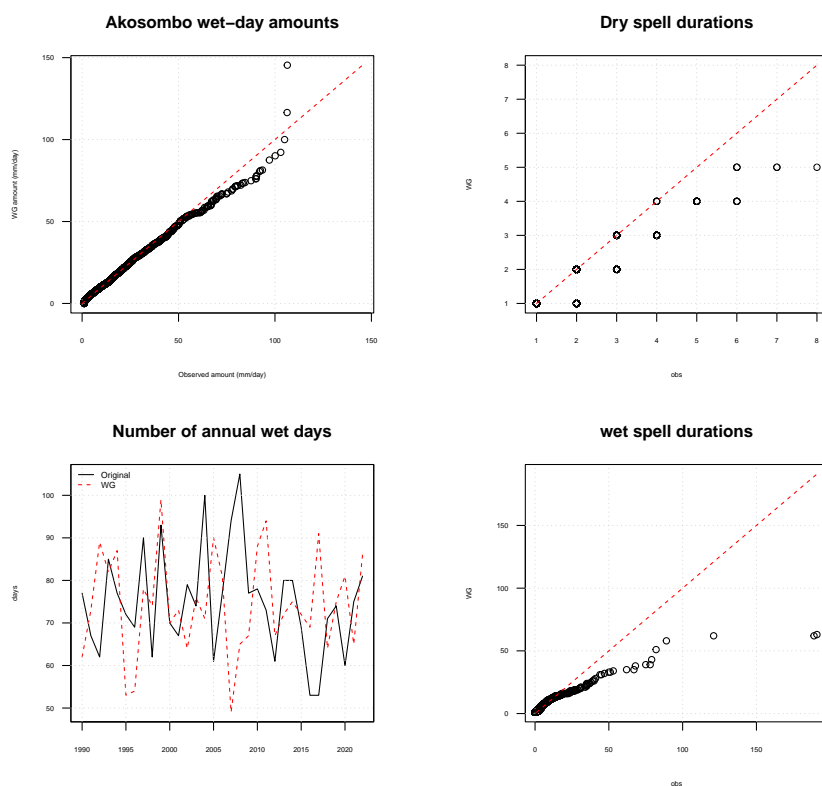 Akosombo wet−day amounts
WG amount (mm/day)
150
100
50
0
0 50 100 150
Observed amount (mm/day)
Dry spell durations
WG
8
7
6
5
4
3
2
1
1 2 3 4 5 6 7 8
obs
Number of annual wet days
Original
WG
days
100
90
80
70
60
50
1990 1995 2000 2005 2010 2015 2020
wet spell durations
WG
150
100
50
0
0 50 100 150
obs